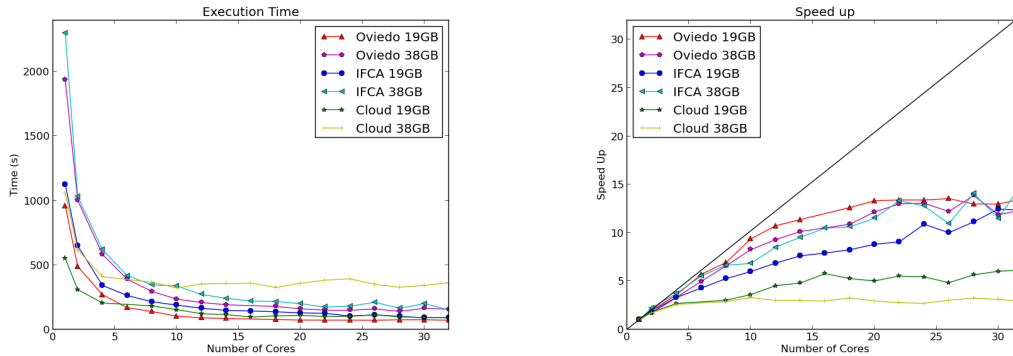 Execution Time
Oviedo 19GB
Oviedo 38GB
IFCA 19GB
IFCA 38GB
Cloud 19GB
Cloud 38GB
Time (s)
2000
1500
1000
500
0
0 5 10 15 20 25 30
Number of Cores
Speed up
Oviedo 19GB
Oviedo 38GB
IFCA 19GB
IFCA 38GB
Cloud 19GB
Cloud 38GB
Speed Up
30
25
20
15
10
5
0
0 5 10 15 20 25 30
Number of Cores